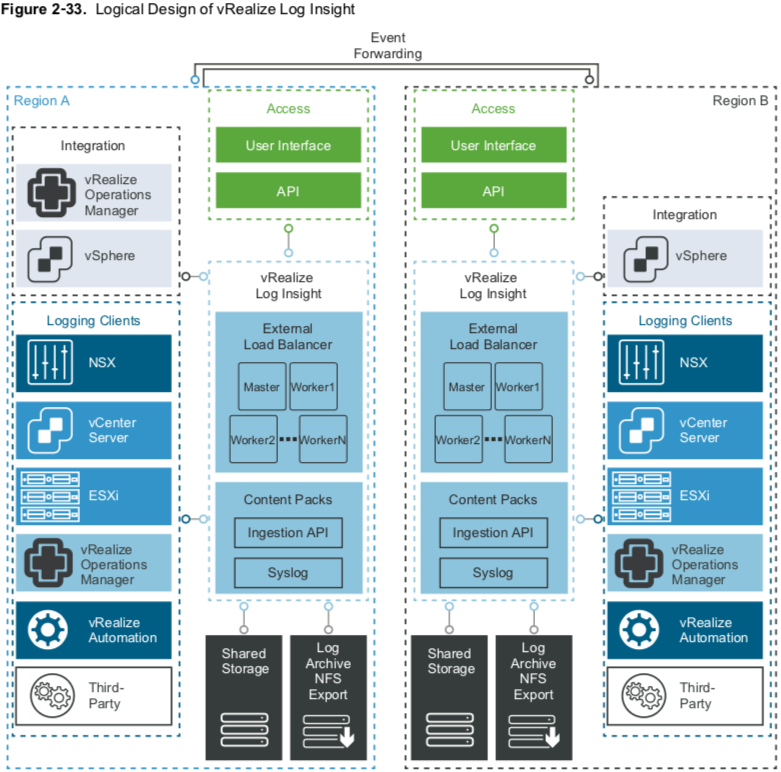 Figure 2-33. Logical Design of vRealize Log Insight
Event
Forwarding
Region A
Integration
vRealize
Operations
Manager
vSphere
Logging Clients
NSX
vCenter
Server
ESXi
vRealize
Operations
Manager
vRealize
Automation
Third-
Party
Access
User Interface
API
vRealize
Log Insight
External
Load Balancer
Master
Worker1
Worker2
WorkerN
Content Packs
Ingestion API
Syslog
Shared
Storage
Log
Archive
NFS
Export
Region B
Access
User Interface
API
vRealize
Log Insight
External
Load Balancer
Master
Worker1
Worker2
WorkerN
Content Packs
Ingestion API
Syslog
Shared
Storage
Log
Archive
NFS
Export
Integration
vSphere
Logging Clients
NSX
vCenter
Server
ESXi
vRealize
Operations
Manager
vRealize
Automation
Third-
Party